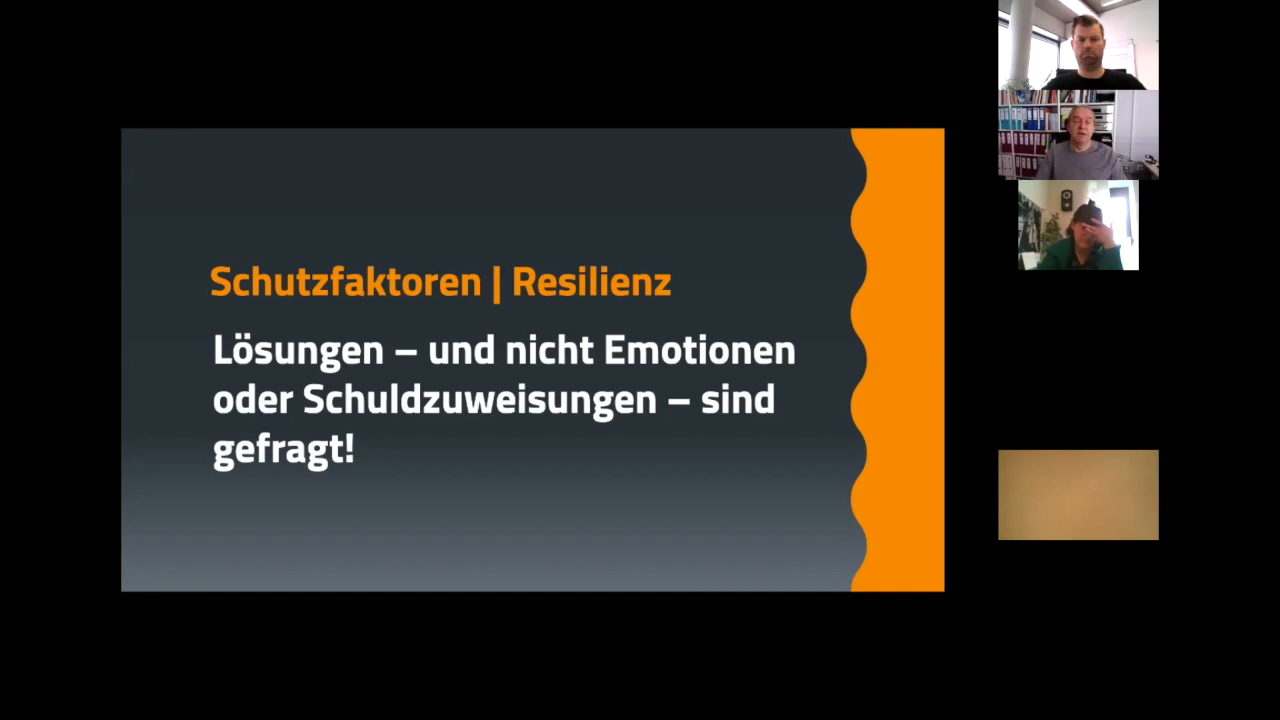 Schutzfaktoren | Resilienz
Lösungen – und nicht Emotionen
oder Schuldzuweisungen – sind
gefragt!